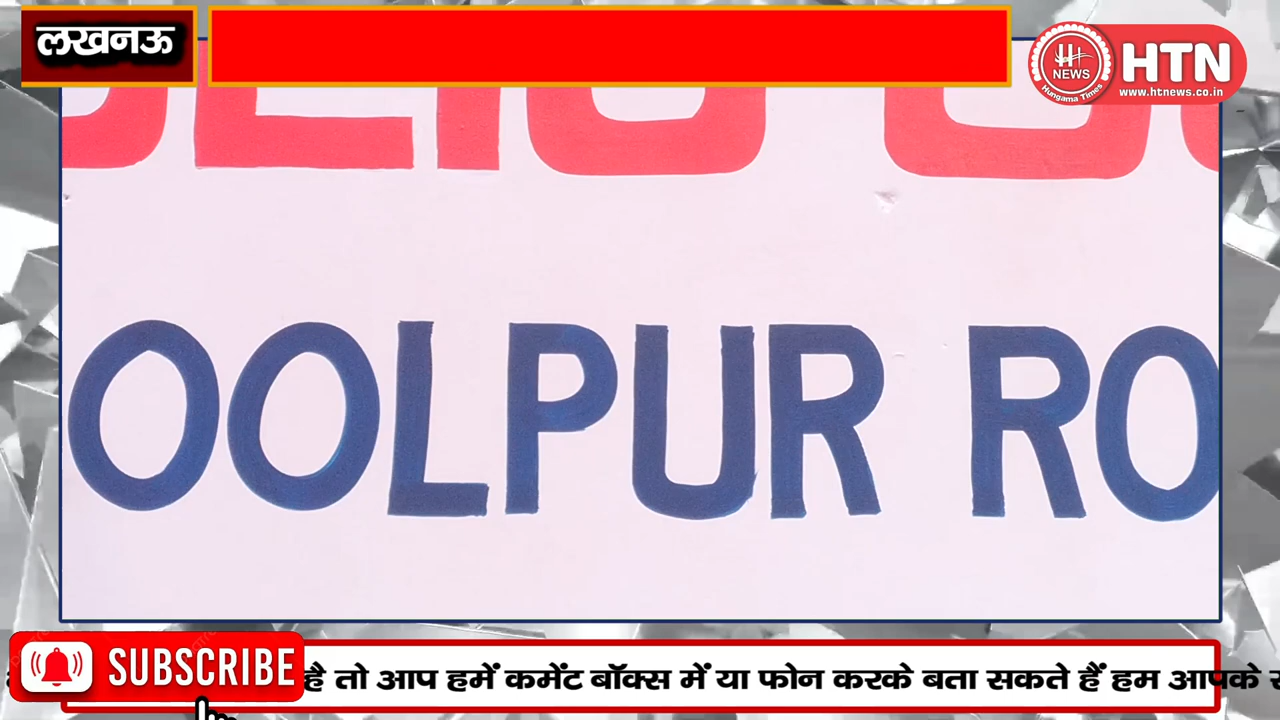 लखनऊ
H
NEWS
Hungama Times
HTN
www.htnews.co.in
OOLPUR RO
SUBSCRIBE
है तो आप हमें कमेंट बॉक्स में या फोन करके बता सकते हैं हम आपके